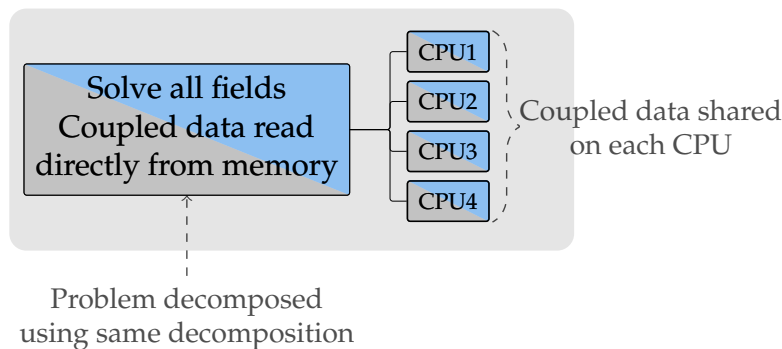 Solve all fields
Coupled data read
directly from memory
CPU1
CPU2
CPU3
CPU4
Coupled data shared
on each CPU
Problem decomposed
using same decomposition